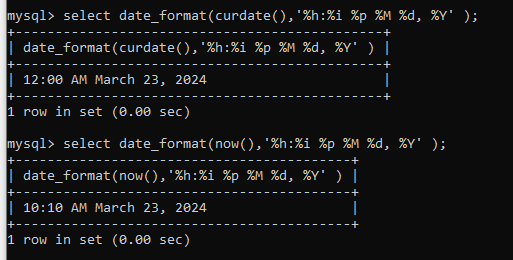 mysql> select date_format(curdate(),'%h:%i %p %M %d, %Y' );
+----------------------------------------------+
| date_format(curdate(),'%h:%i %p %M %d, %Y' ) |
+----------------------------------------------+
| 12:00 AM March 23, 2024                      |
+----------------------------------------------+
1 row in set (0.00 sec)
mysql> select date_format(now(),'%h:%i %p %M %d, %Y' );
+------------------------------------------+
| date_format(now(),'%h:%i %p %M %d, %Y' ) |
+------------------------------------------+
| 10:10 AM March 23, 2024                  |
+------------------------------------------+
1 row in set (0.00 sec)